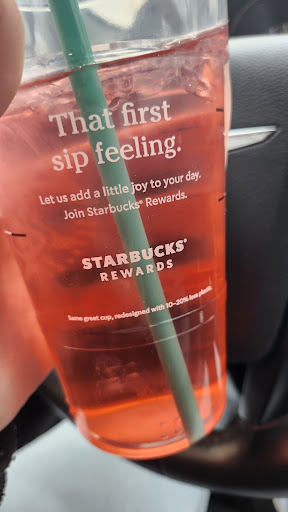 That first
sip feeling.
Let us add a little joy to your day.
Join Starbucks® Rewards.
STARBUCKS®
REWARDS
Same great cup, redesigned with 10–20% less plastic.